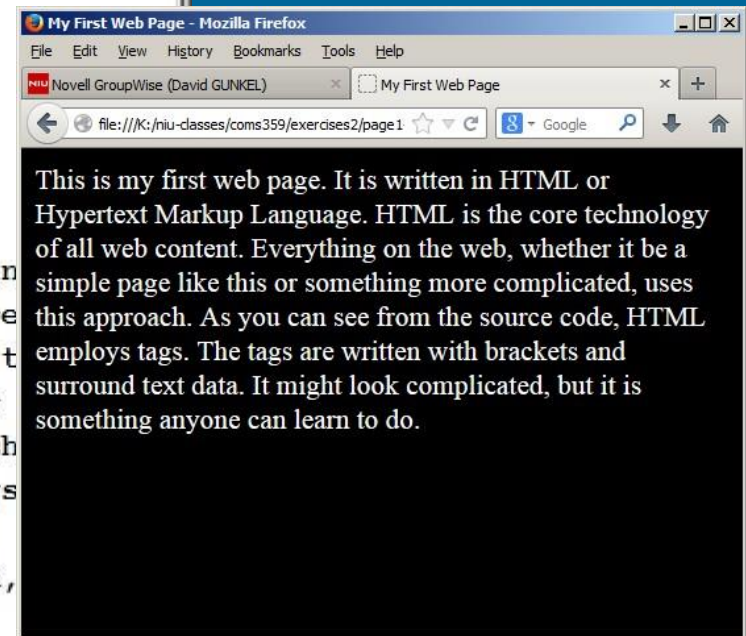 My First Web Page - Mozilla Firefox
File Edit View History Bookmarks Tools Help
NIU Novell GroupWise (David GUNKEL) × My First Web Page × +
file:///K:/niu-classes/coms359/exercises2/page1 8 Google
This is my first web page. It is written in HTML or
Hypertext Markup Language. HTML is the core technology
of all web content. Everything on the web, whether it be a
simple page like this or something more complicated, uses
this approach. As you can see from the source code, HTML
employs tags. The tags are written with brackets and
surround text data. It might look complicated, but it is
something anyone can learn to do.